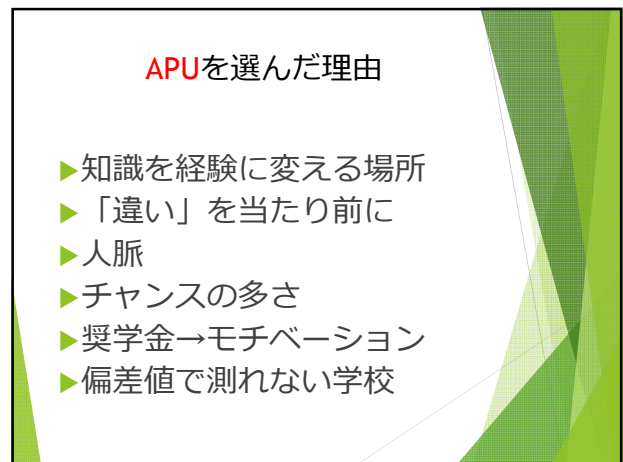 APUを選んだ理由
▶知識を経験に変える場所
▶「違い」を当たり前に
▶人脈
▶チャンスの多さ
▶奨学金→モチベーション
▶偏差値で測れない学校